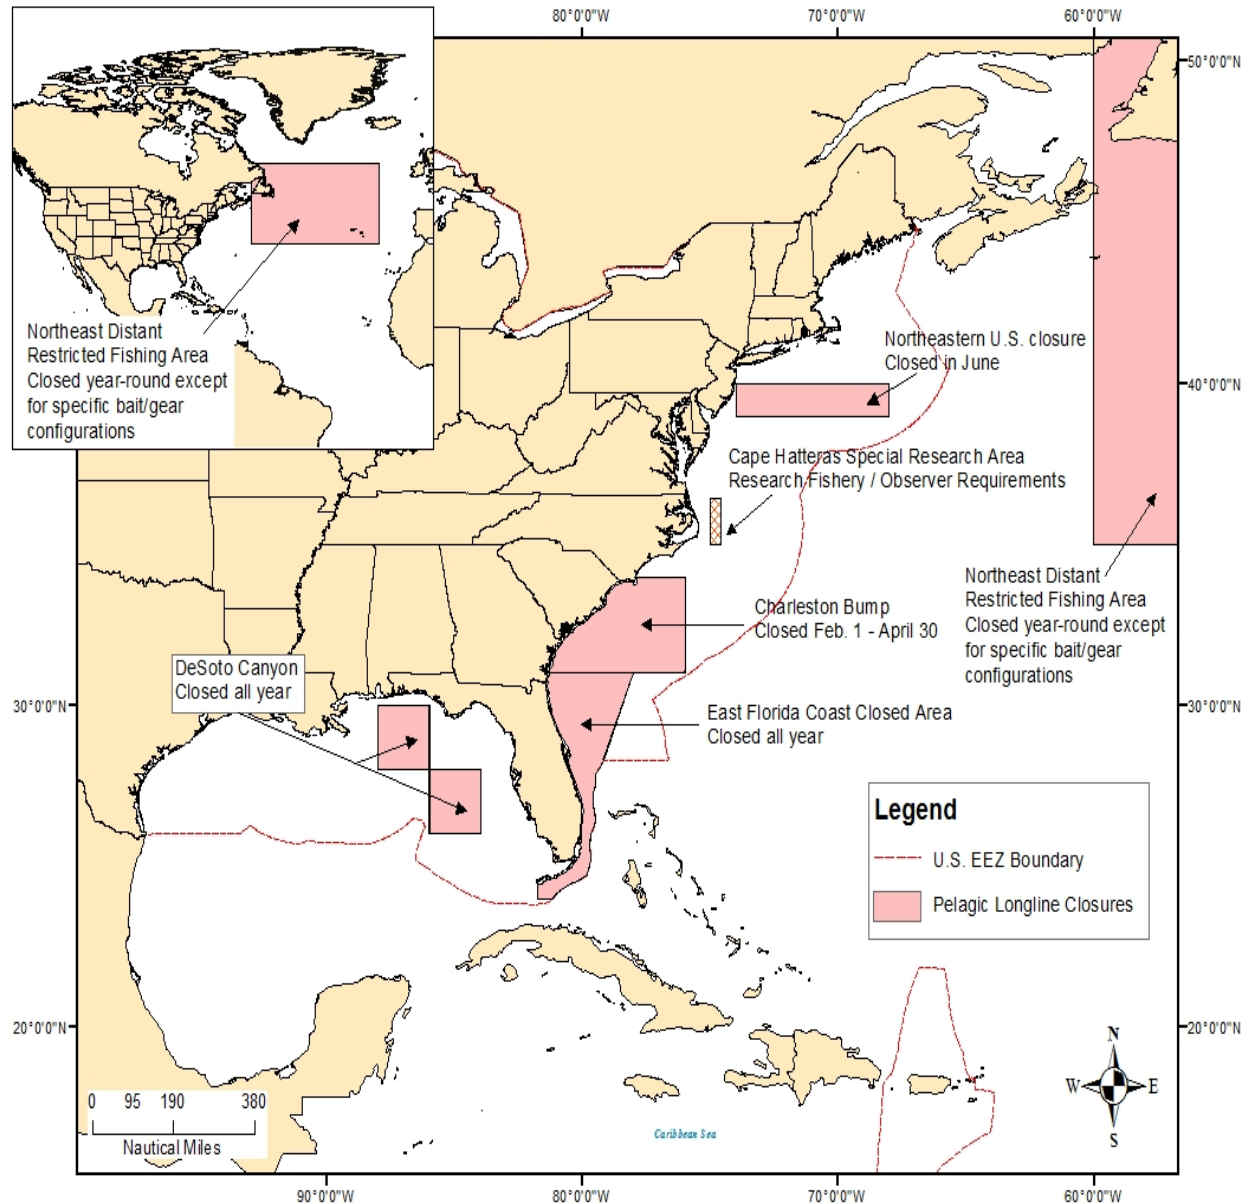 80°0'0"W
70°0'0"W
60°0'0"W
50°0'0"N
Northeast Distant
Restricted Fishing Area
Closed year-round except
for specific bait/gear
configurations
Northeastern U.S. closure
Closed in June
40°0'0"N
Cape Hatteras Special Research Area
Research Fishery / Observer Requirements
Northeast Distant
Restricted Fishing Area
Closed year-round except
for specific bait/gear
configurations
Charleston Bump
Closed Feb. 1 - April 30
DeSoto Canyon
Closed all year
30°0'0"N
30°0'0"N
East Florida Coast Closed Area
Closed all year
Legend
U.S. EEZ Boundary
Pelagic Longline Closures
20°0'0"N
20°0'0"N
N
W
E
S
0 95 190 380
Nautical Miles
Caribbean Sea
90°0'0"W
80°0'0"W
70°0'0"W
60°0'0"W